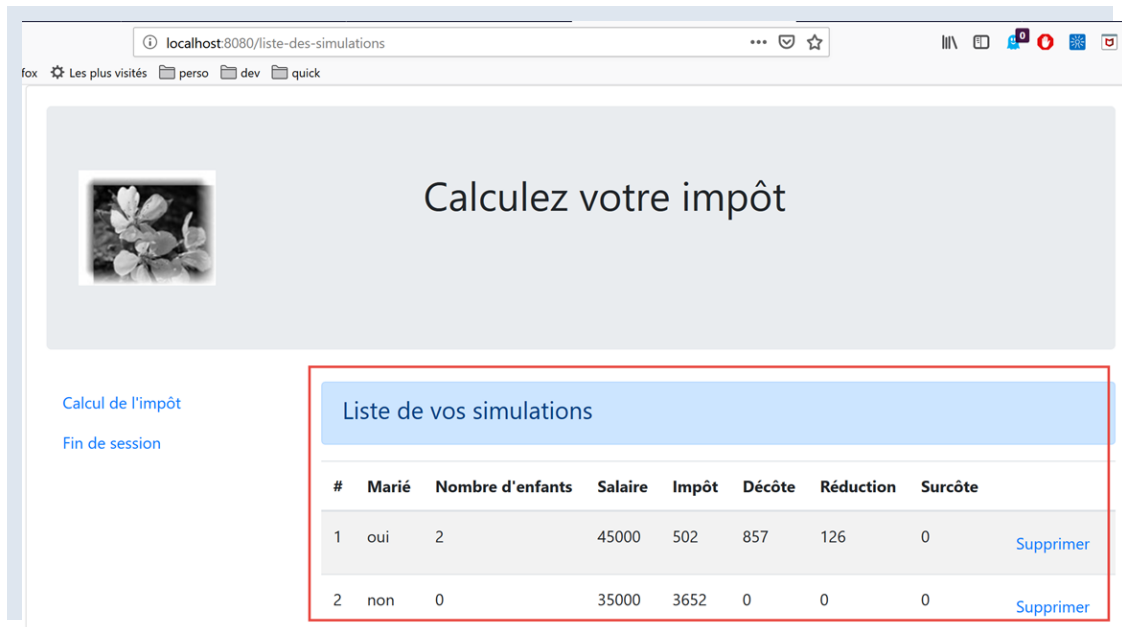 localhost:8080/liste-des-simulations
0
fox Les plus visités perso dev quick
Calculez votre impôt
Calcul de l'impôt
Fin de session
Liste de vos simulations
# Marié Nombre d'enfants Salaire Impôt Décôte Réduction Surcôte
1 oui 2 45000 502 857 126 0 Supprimer
2 non 0 35000 3652 0 0 0 Supprimer